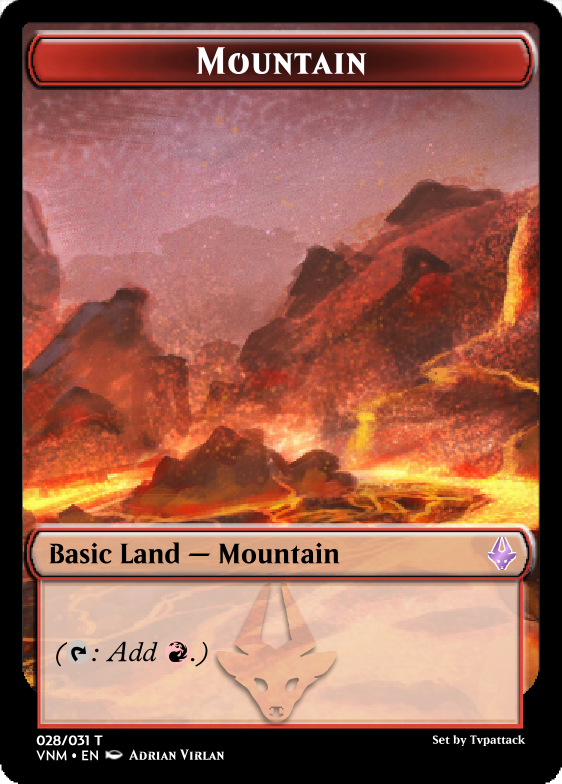 Mountain
Basic Land — Mountain
(: Add .)
028/031 T
Set by Tvpattack
VNM • EN Adrian Virlan